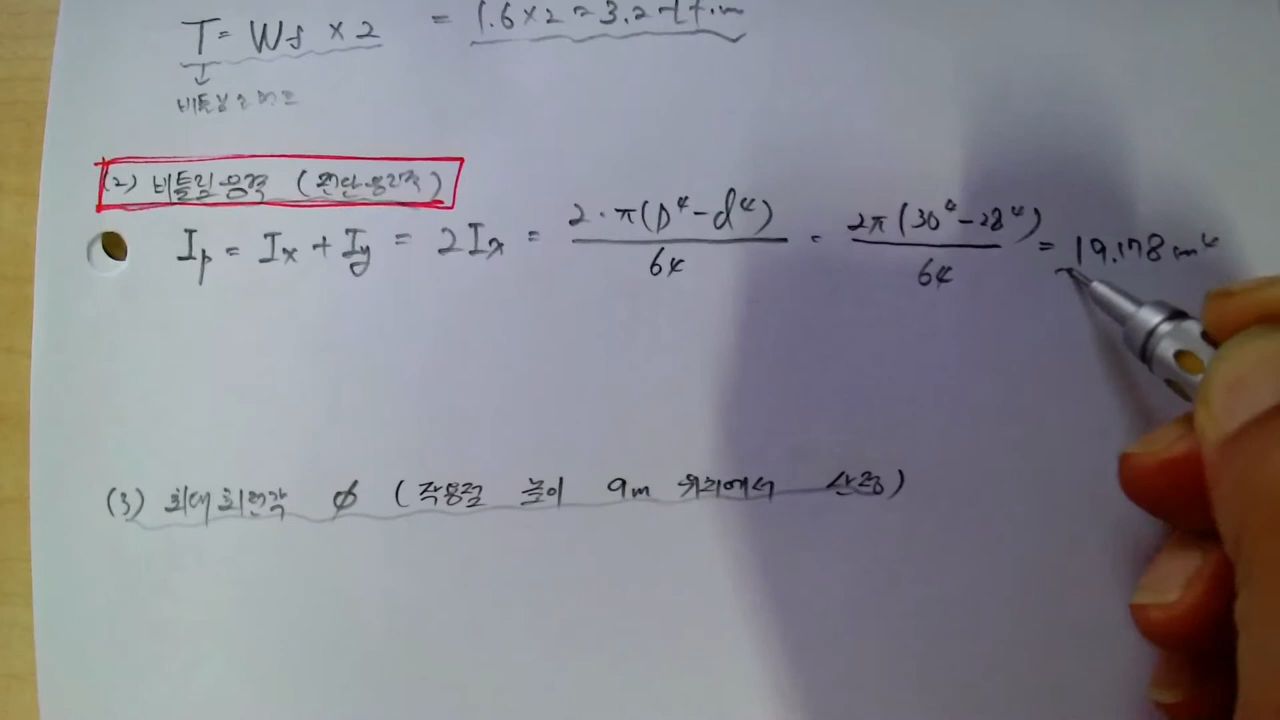 T = Wf × 2 = 1.6 × 2 = 3.2 tf·m
비틀림모멘트
(2) 비틀림응력 (전단응력)
Ip = Ix + Iy = 2Ix = 2·π(D⁴-d⁴)/64 = 2π(30⁴-28⁴)/64 = 19.178 cm⁴
(3) 최대회전각 ϕ (작용점 높이 9m 위치에서 산정)